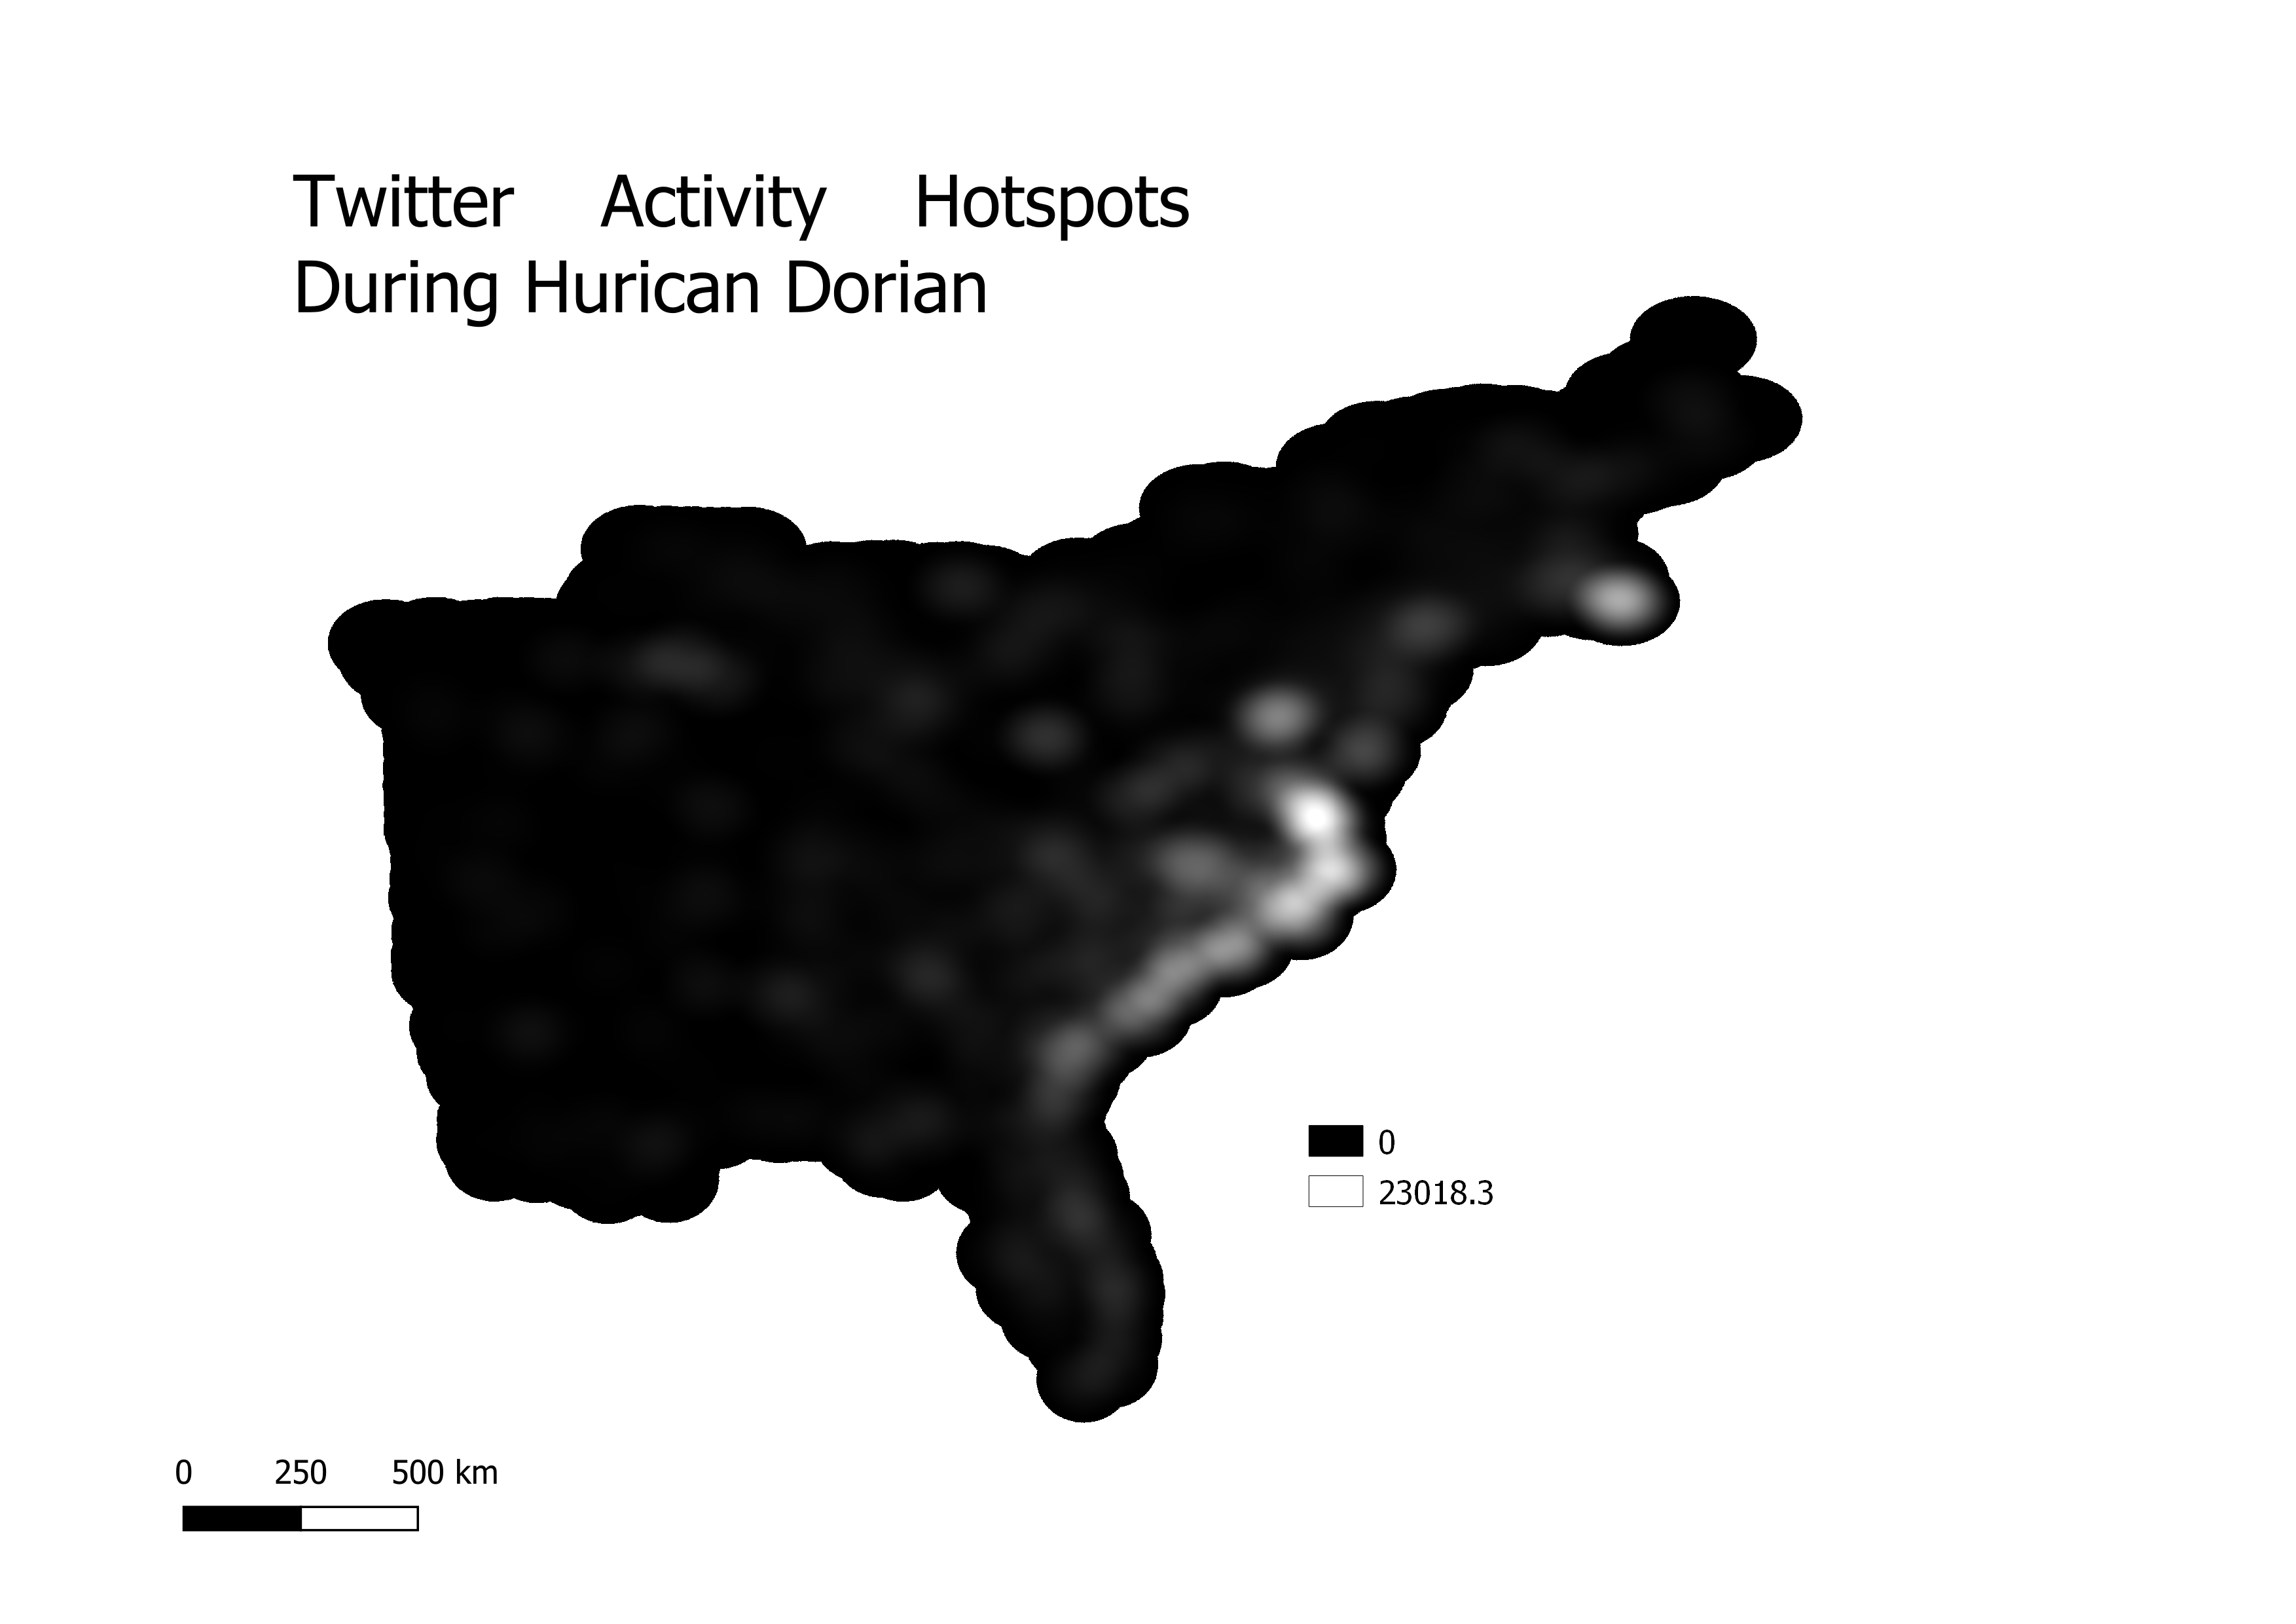 Twitter Activity Hotspots
During Hurican Dorian
0
23018.3
0 250 500 km